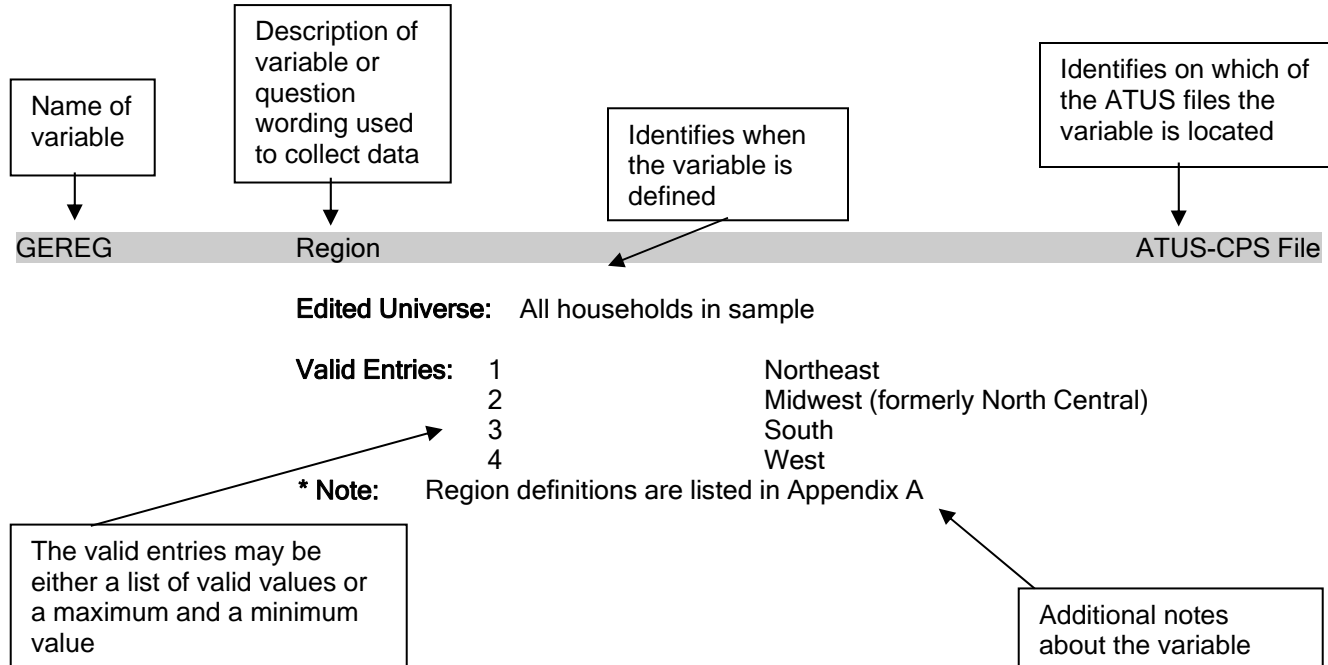 Name of
variable
Description of
variable or
question
wording used
to collect data
Identifies when
the variable is
defined
Identifies on which of
the ATUS files the
variable is located
GEREG Region ATUS-CPS File
Edited Universe: All households in sample
Valid Entries: 1 Northeast
2 Midwest (formerly North Central)
3 South
4 West
* Note: Region definitions are listed in Appendix A
The valid entries may be
either a list of valid values or
a maximum and a minimum
value
Additional notes
about the variable